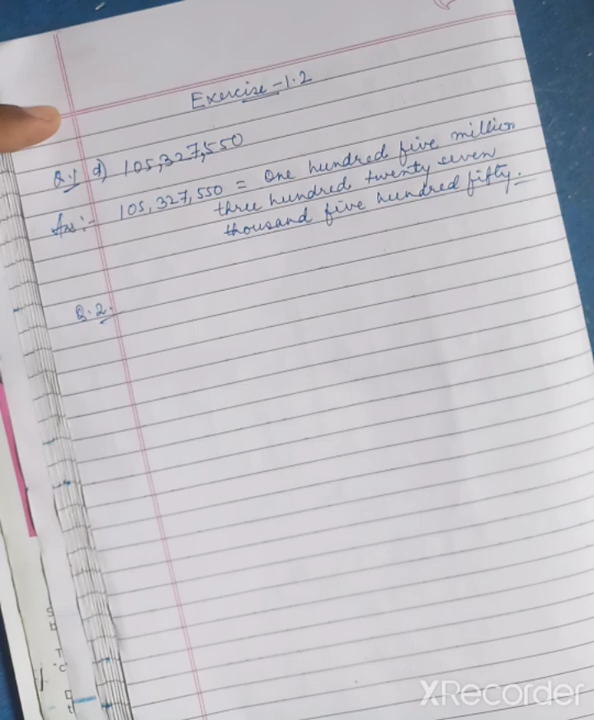 Exercise - 1.2
Q.1 d) 105,327,550
Ans:- 105,327,550 = One hundred five million
three hundred twenty seven
thousand five hundred fifty.
Q.2.
XRecorder